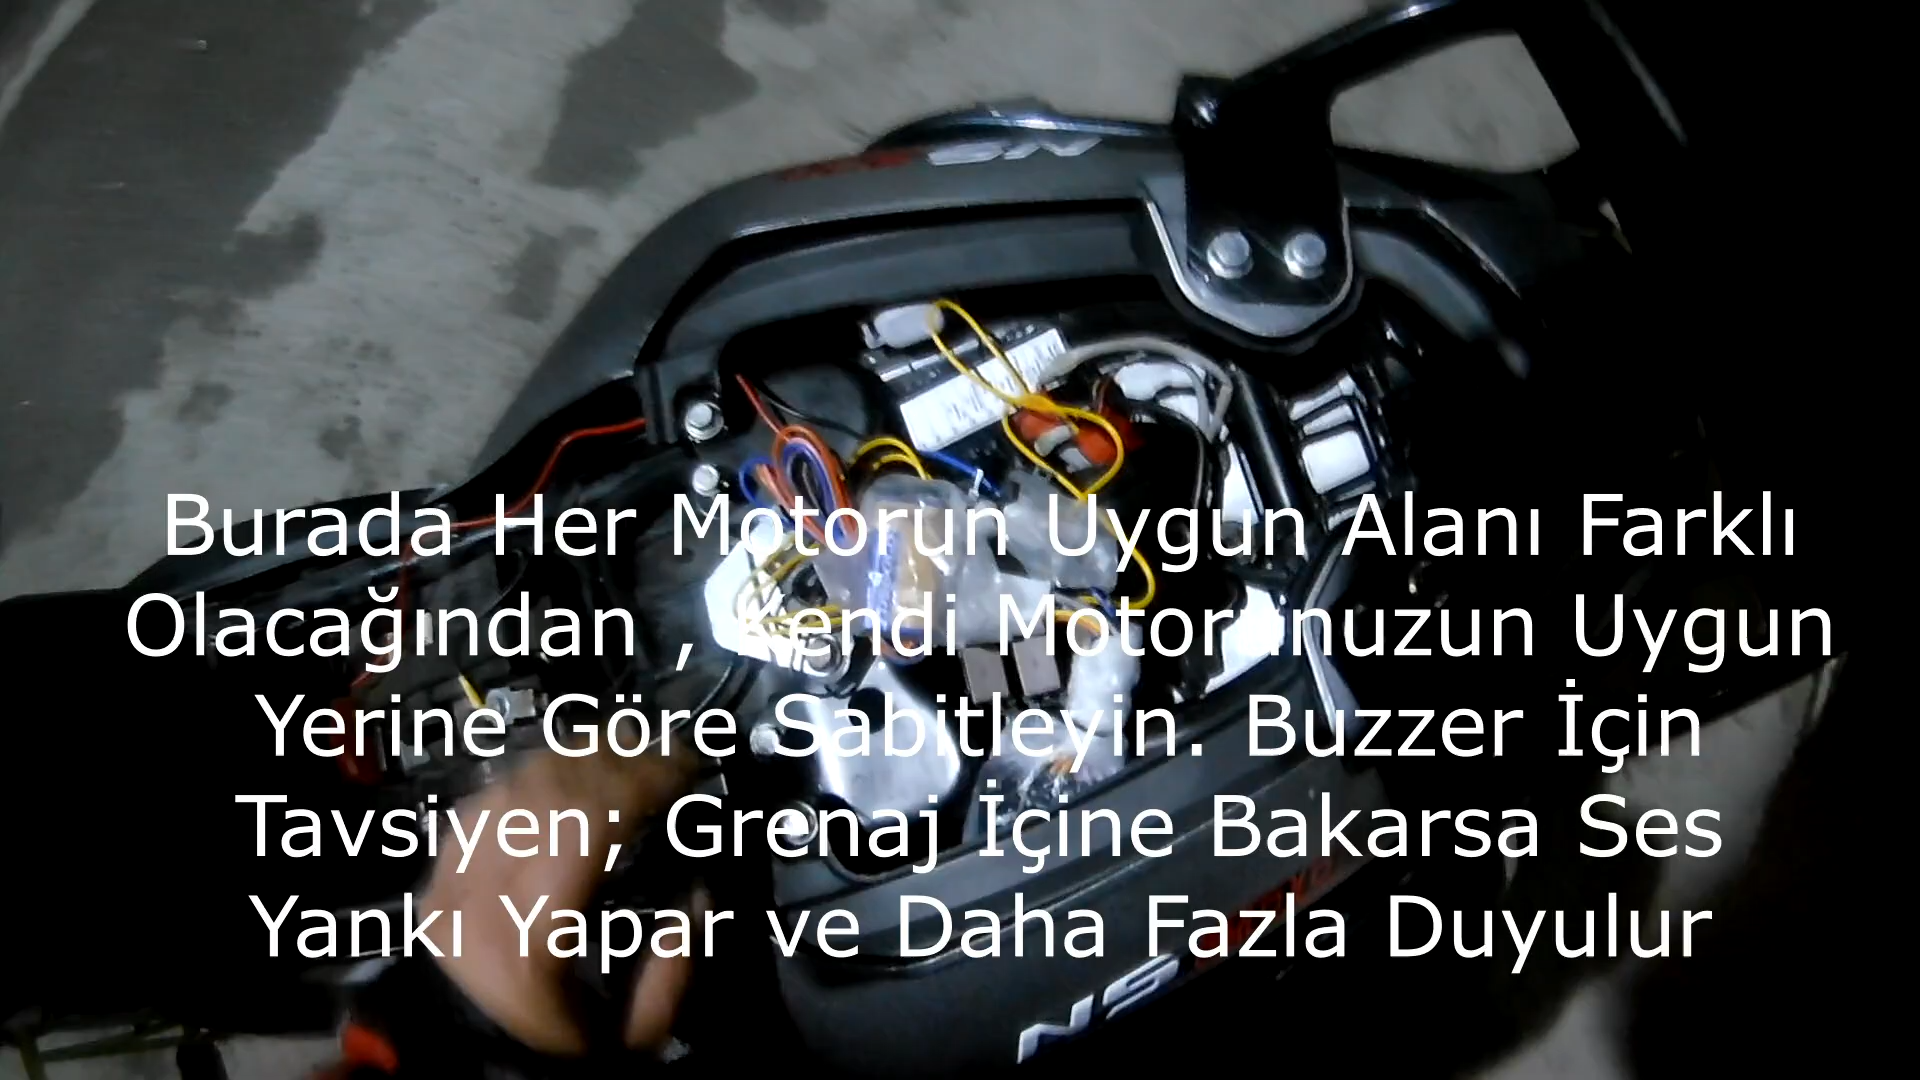 Burada Her Motorun Uygun Alanı Farklı
Olacağından , Kendi Motorunuzun Uygun
Yerine Göre Sabitleyin. Buzzer İçin
Tavsiyen; Grenaj İçine Bakarsa Ses
Yankı Yapar ve Daha Fazla Duyulur
NS